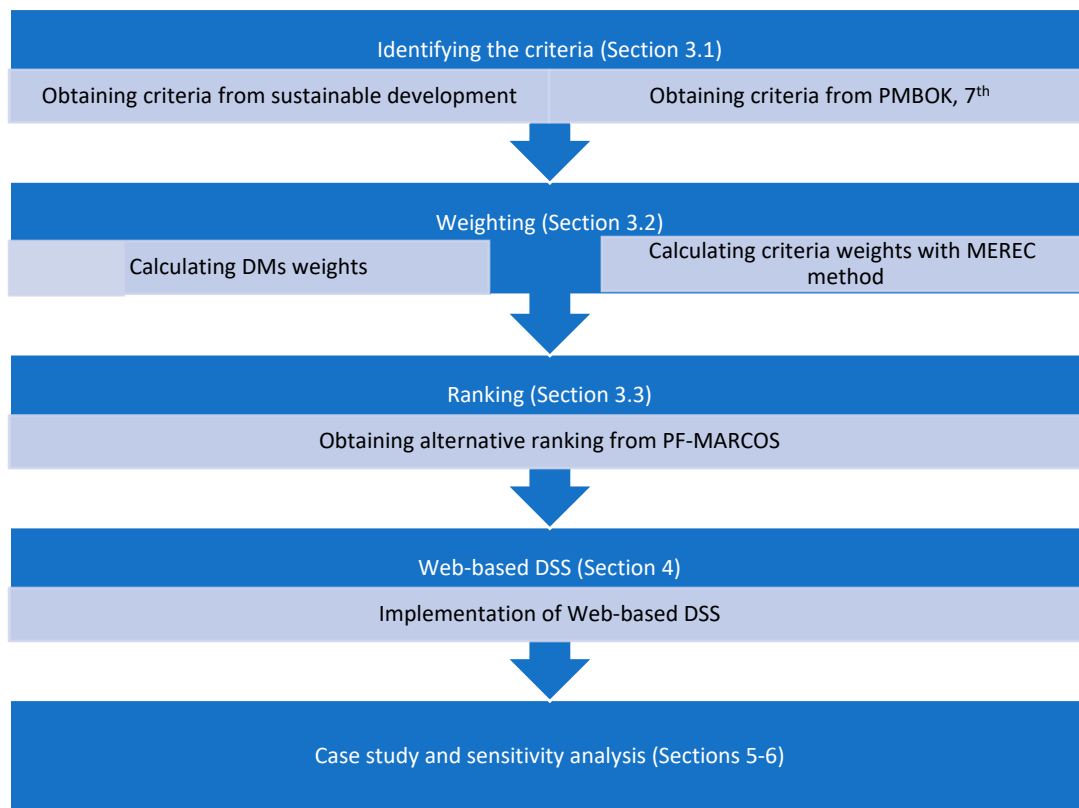 Identifying the criteria (Section 3.1)
Obtaining criteria from sustainable development
Obtaining criteria from PMBOK, 7th
Weighting (Section 3.2)
Calculating DMs weights
Calculating criteria weights with MEREC
method
Ranking (Section 3.3)
Obtaining alternative ranking from PF-MARCOS
Web-based DSS (Section 4)
Implementation of Web-based DSS
Case study and sensitivity analysis (Sections 5-6)